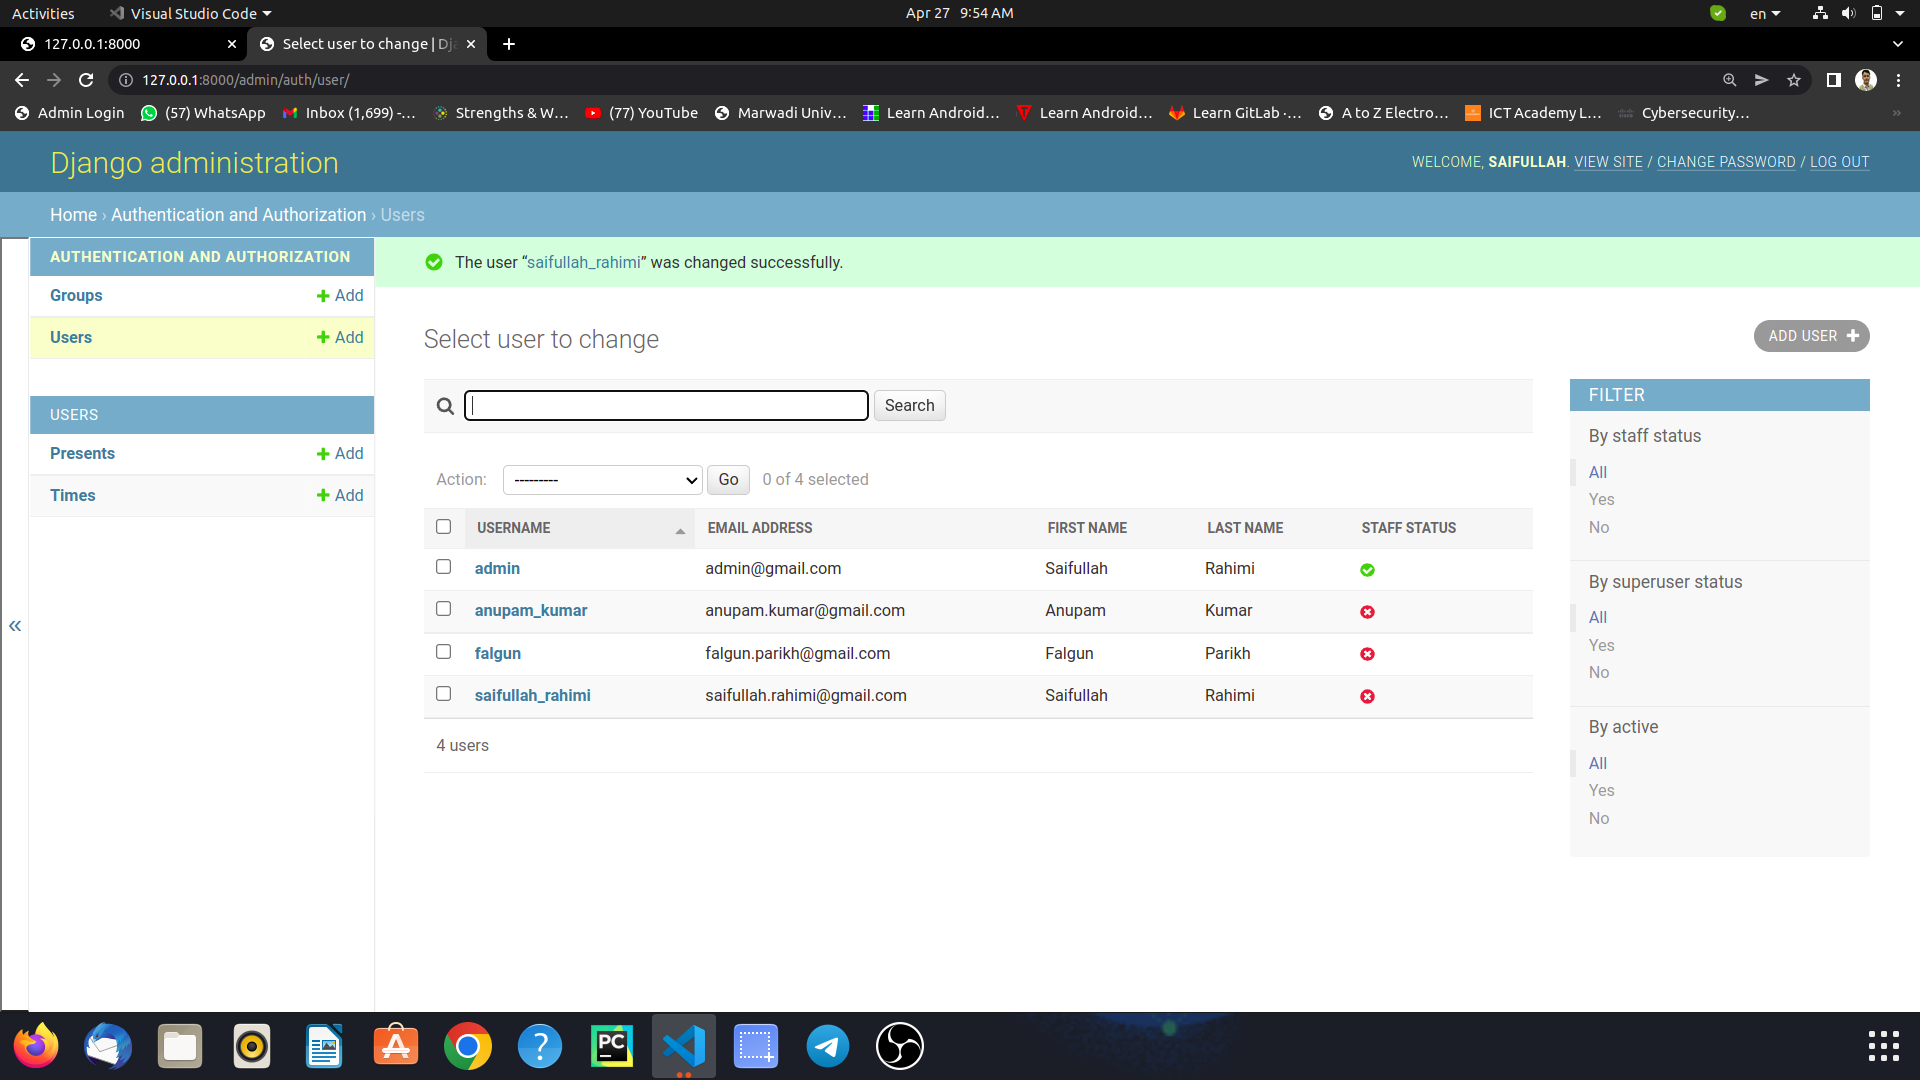 Activities
Visual Studio Code
Apr 27 9:54 AM
en
127.0.0.1:8000
Select user to change | Dj
127.0.0.1:8000/admin/auth/user/
Admin Login
(57) WhatsApp
Inbox (1,699) -...
Strengths & W...
(77) YouTube
Marwadi Univ...
Learn Android...
Learn Android...
Learn GitLab -...
A to Z Electro...
ICT Academy L...
Cybersecurity...
Django administration
WELCOME, SAIFULLAH. VIEW SITE / CHANGE PASSWORD / LOG OUT
Home › Authentication and Authorization › Users
«
AUTHENTICATION AND AUTHORIZATION
Groups + Add
Users + Add
USERS
Presents + Add
Times + Add
The user “saifullah_rahimi” was changed successfully.
Select user to change
ADD USER +
Search
Action: --------- Go 0 of 4 selected
USERNAME EMAIL ADDRESS FIRST NAME LAST NAME STAFF STATUS
admin admin@gmail.com Saifullah Rahimi
anupam_kumar anupam.kumar@gmail.com Anupam Kumar
falgun falgun.parikh@gmail.com Falgun Parikh
saifullah_rahimi saifullah.rahimi@gmail.com Saifullah Rahimi
4 users
FILTER
By staff status
All
Yes
No
By superuser status
All
Yes
No
By active
All
Yes
No
PC